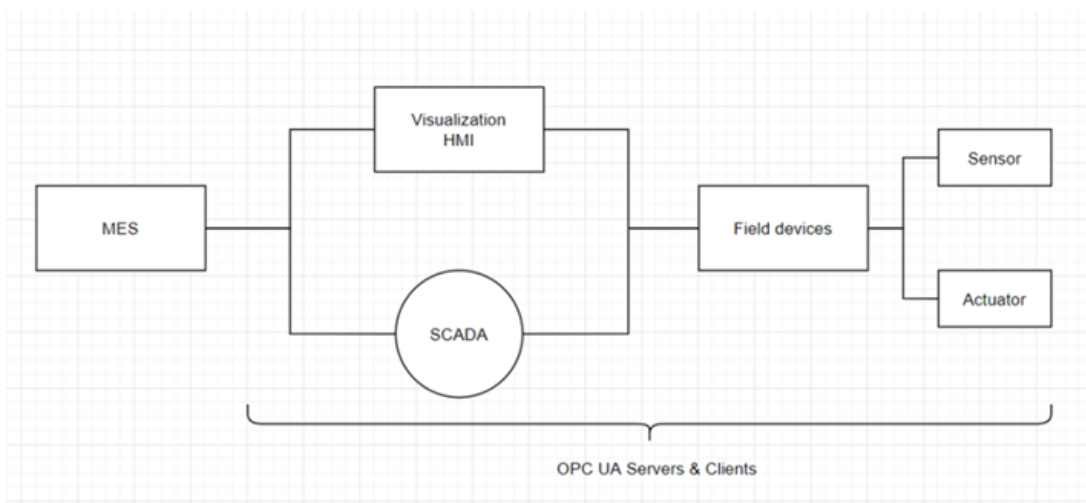 Visualization
HMI
MES
SCADA
Field devices
Sensor
Actuator
OPC UA Servers & Clients